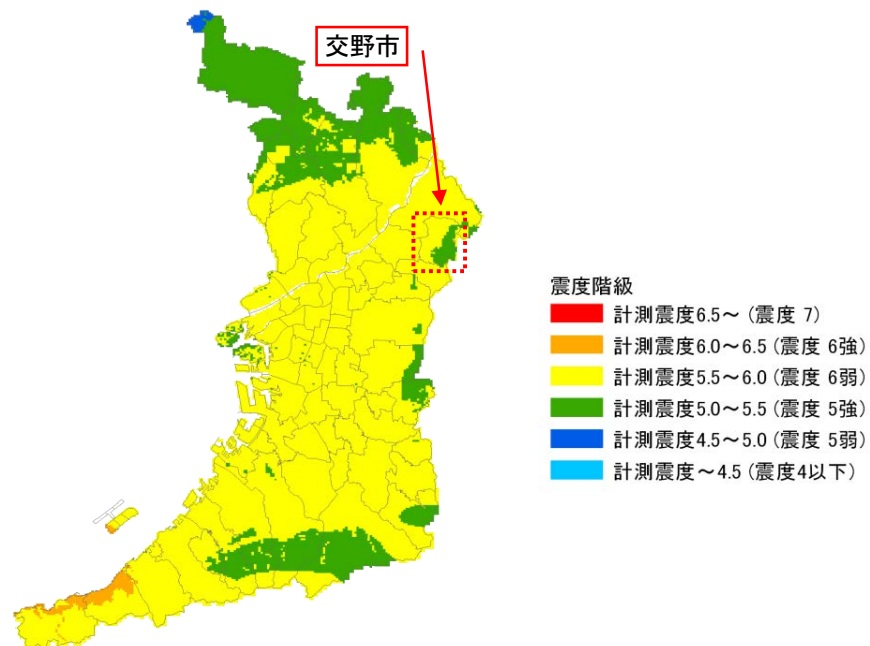 交野市
震度階級
計測震度6.5～ (震度 7)
計測震度6.0～6.5 (震度 6強)
計測震度5.5～6.0 (震度 6弱)
計測震度5.0～5.5 (震度 5強)
計測震度4.5～5.0 (震度 5弱)
計測震度～4.5 (震度4以下)